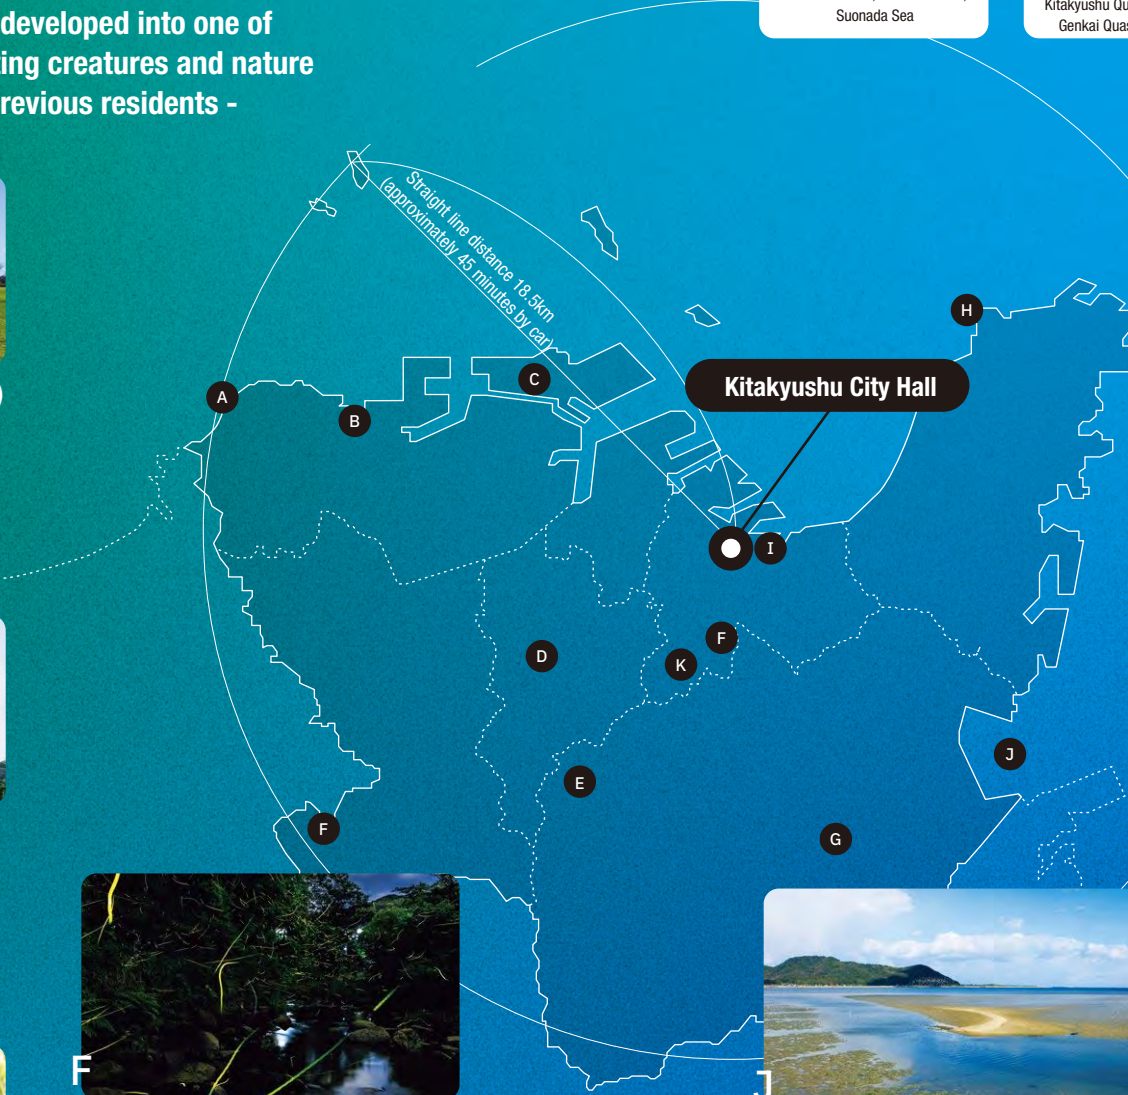 developed into one of
ting creatures and nature
revious residents -
Suonada Sea
Kitakyushu Qu
Genkai Quas
Straight line distance 18.5km
(approximately 45 minutes by car)
H
Kitakyushu City Hall
A
B
C
I
D
F
K
E
J
F
G
F
J